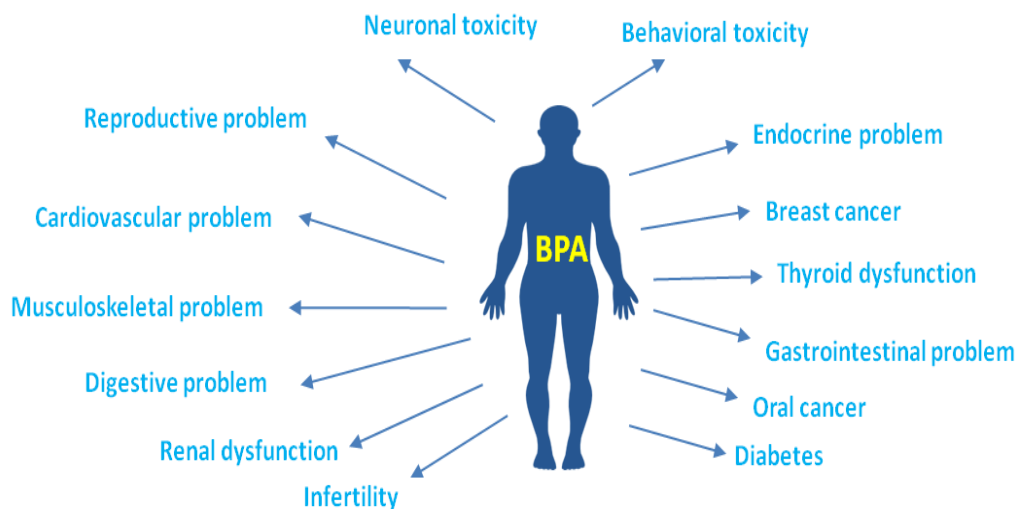 Neuronal toxicity
Behavioral toxicity
Reproductive problem
Endocrine problem
Cardiovascular problem
Breast cancer
BPA
Thyroid dysfunction
Musculoskeletal problem
Gastrointestinal problem
Digestive problem
Oral cancer
Renal dysfunction
Diabetes
Infertility